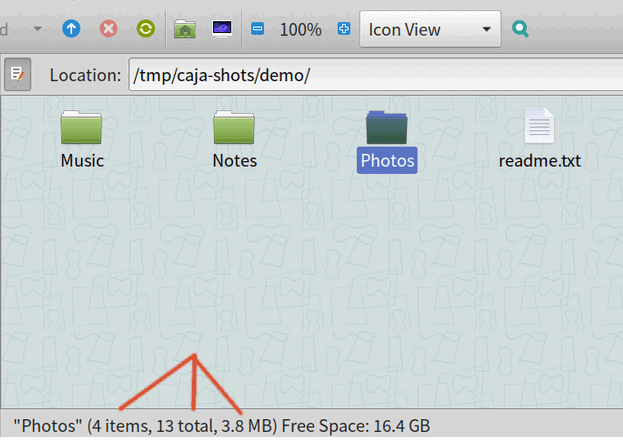 d 100% Icon View
Location: /tmp/caja-shots/demo/
Music Notes Photos readme.txt
"Photos" (4 items, 13 total, 3.8 MB) Free Space: 16.4 GB